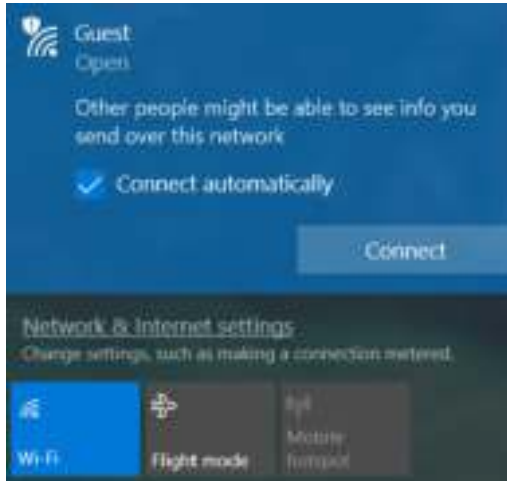 Guest
Open
Other people might be able to see info you
send over this network
Connect automatically
Connect
Network & Internet settings
Change settings, such as making a connection metered.
Wi-Fi
Flight mode
Mobile
hotspot